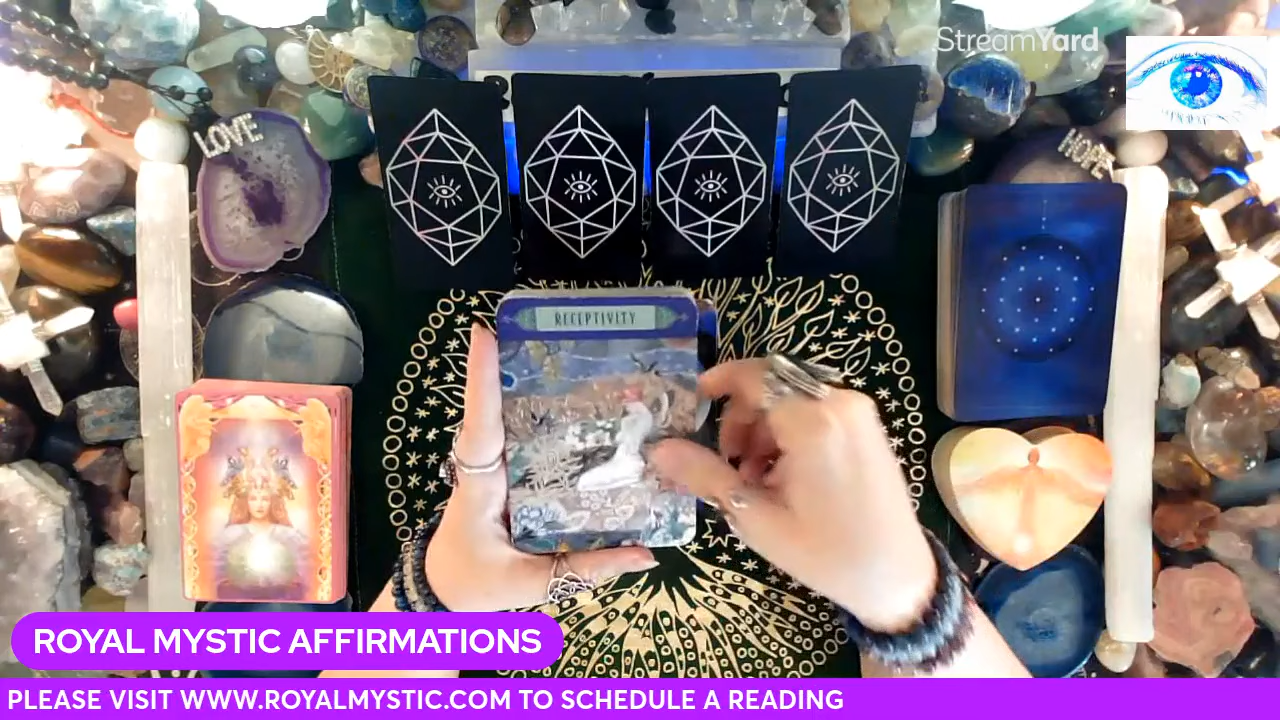 StreamYard
LOVE
HOPE
RECEPTIVITY
ROYAL MYSTIC AFFIRMATIONS
PLEASE VISIT WWW.ROYALMYSTIC.COM TO SCHEDULE A READING